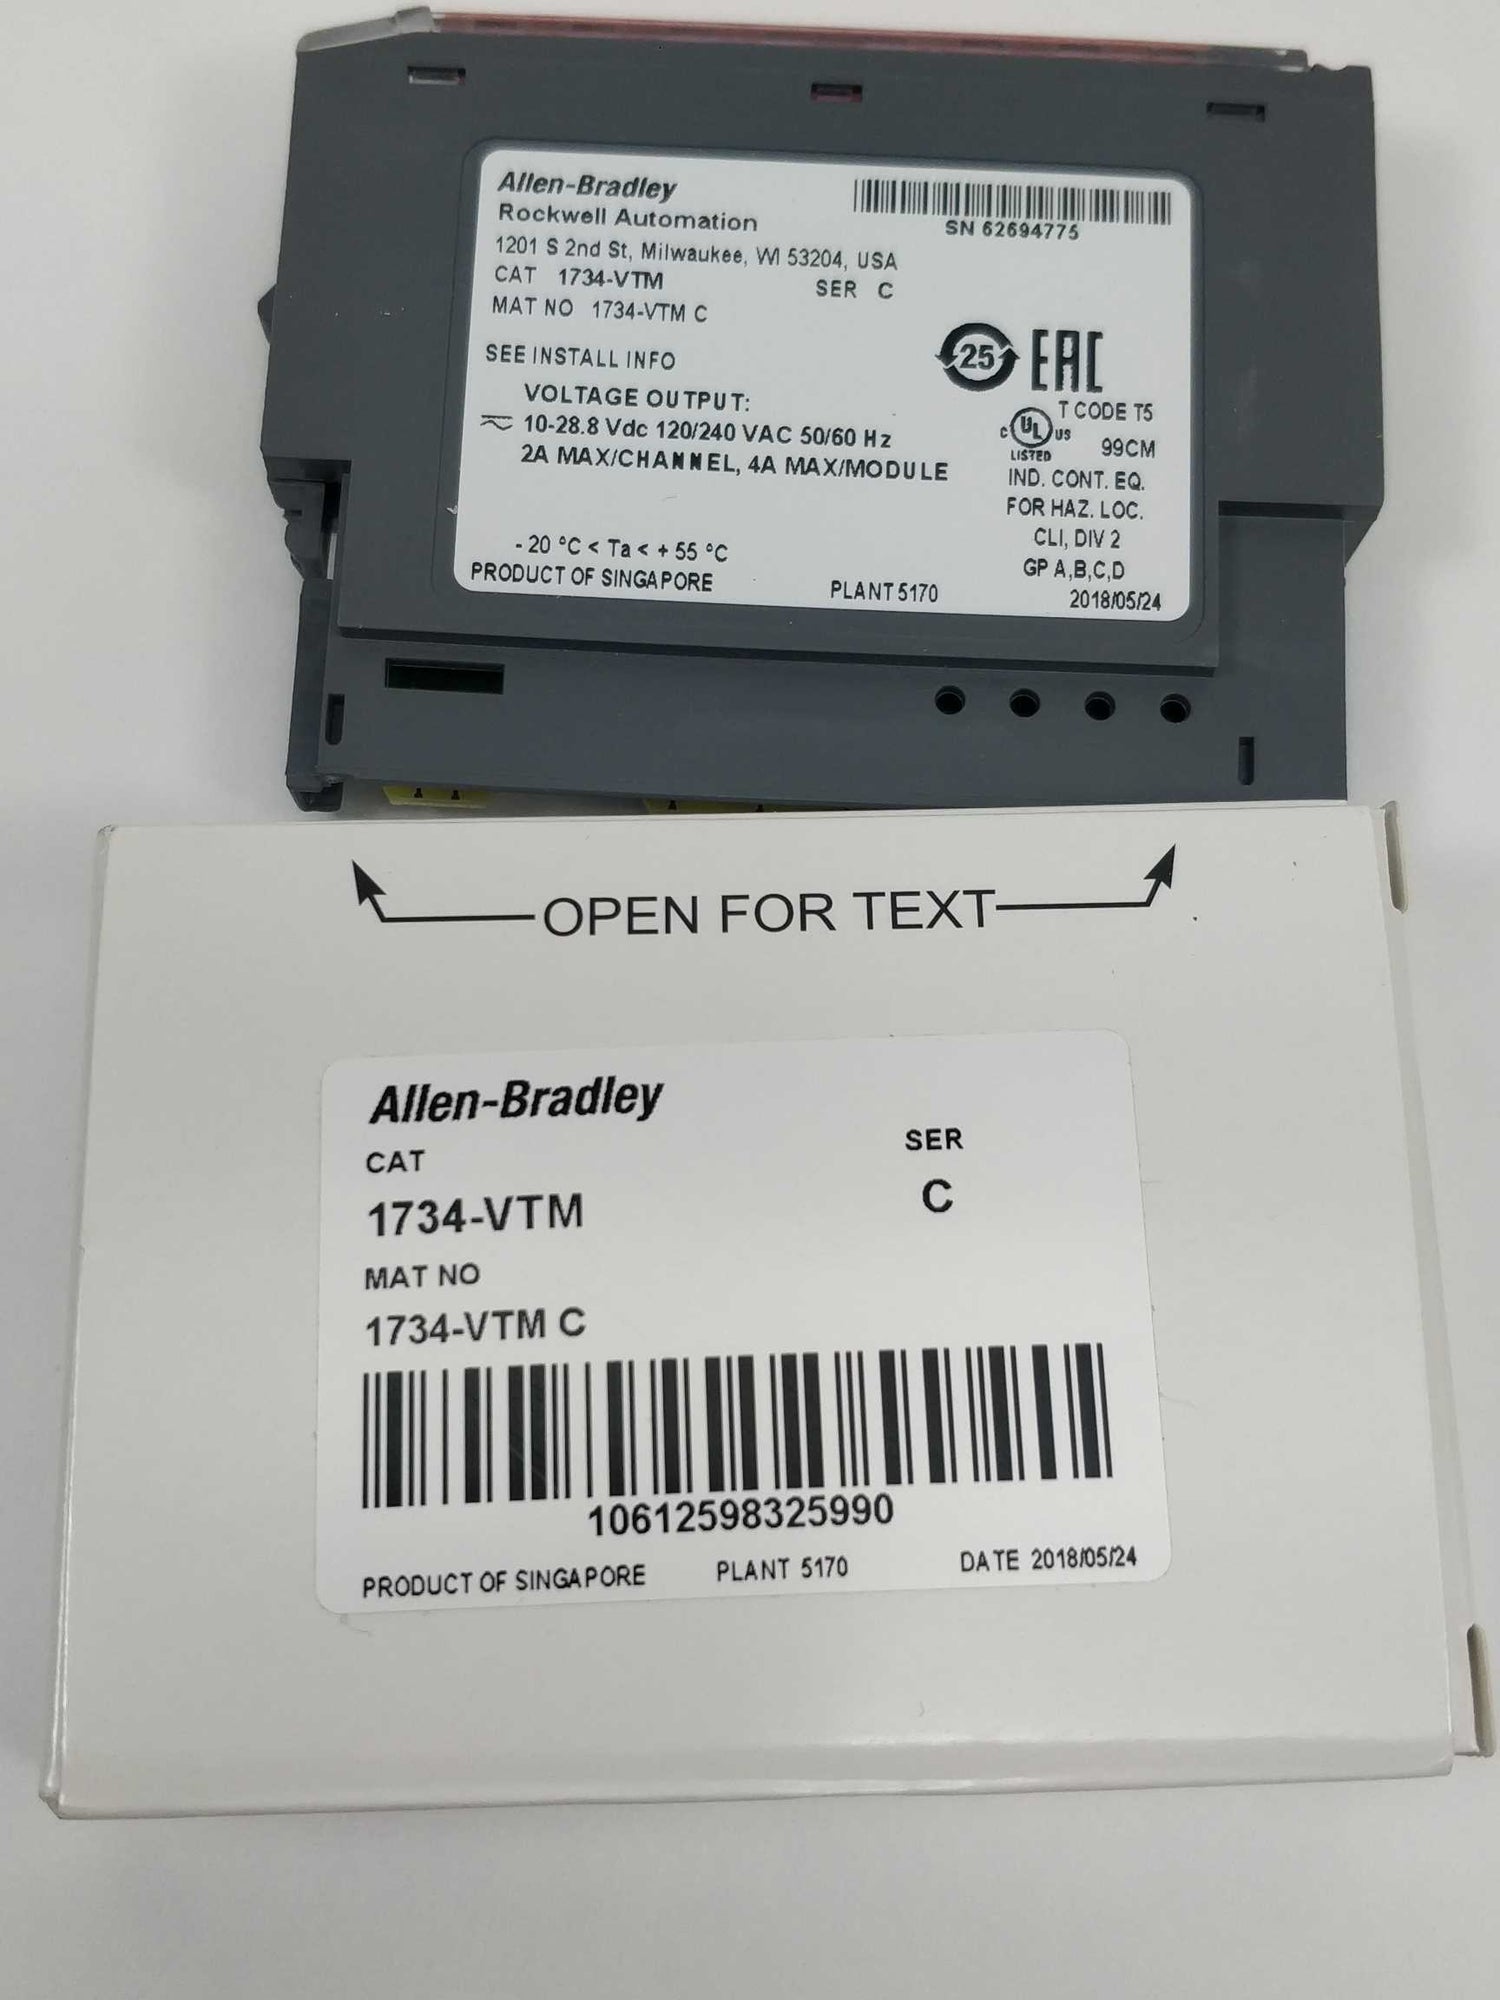 Allen-Bradley
Rockwell Automation
SN 62694775
1201 S 2nd St, Milwaukee, WI 53204, USA
CAT 1734-VTM SER C
MAT NO 1734-VTM C
SEE INSTALL INFO
25 EAC
VOLTAGE OUTPUT:
10-28.8 Vdc 120/240 VAC 50/60 Hz
2A MAX/CHANNEL, 4A MAX/MODULE
T CODE T5
C UL US
LISTED
99CM
IND. CONT. EQ.
FOR HAZ. LOC.
CLI, DIV 2
GP A,B,C,D
- 20 °C < Ta < + 55 °C
PRODUCT OF SINGAPORE PLANT 5170 2018/05/24
OPEN FOR TEXT
Allen-Bradley
CAT SER
1734-VTM C
MAT NO
1734-VTM C
10612598325990
PRODUCT OF SINGAPORE PLANT 5170 DATE 2018/05/24